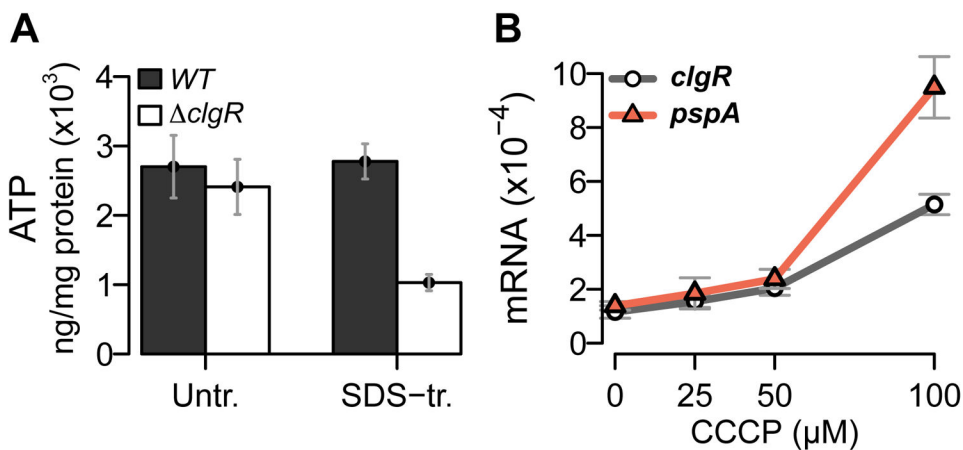 A
ATP
ng/mg protein (x10³)
4
3
2
1
0
WT
ΔclgR
Untr.
SDS−tr.
B
mRNA (x10⁻⁴)
10
8
6
4
2
0
clgR
pspA
0
25
50
100
CCCP (µM)